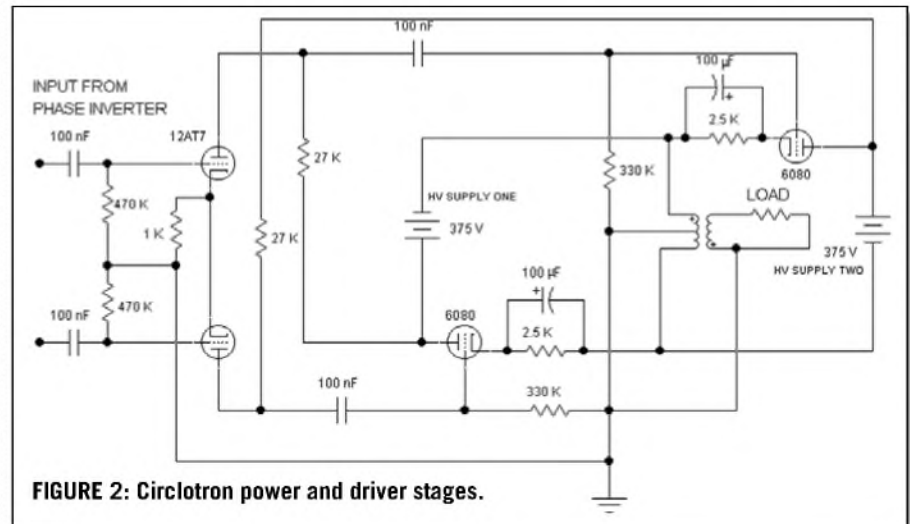 100 nF
100 µF
+
INPUT FROM
PHASE INVERTER
100 nF
12AT7
2.5 K
27 K
330 K
6080
HV SUPPLY ONE
LOAD
470 K
1 K
27 K
375 V
375 V
HV SUPPLY TWO
100 µF
+
470 K
100 nF
6080
2.5 K
100 nF
330 K
FIGURE 2: Circlotron power and driver stages.